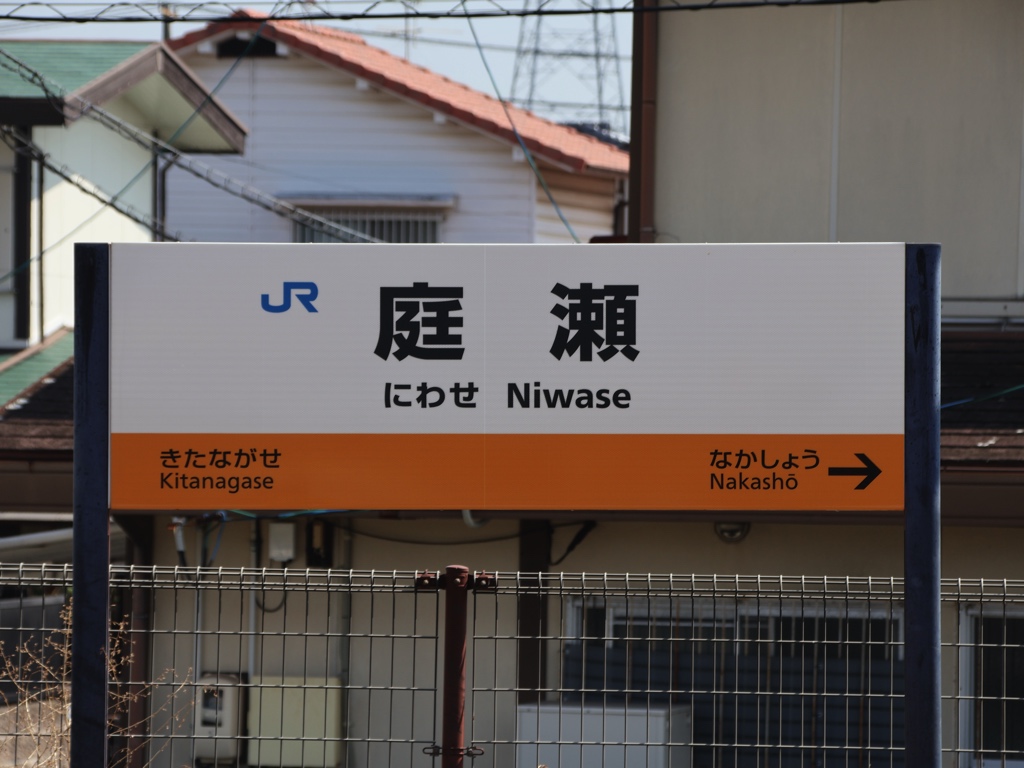 JR 庭瀬
にわせ Niwase
きたながせ なかしょう →
Kitanagase Nakashō